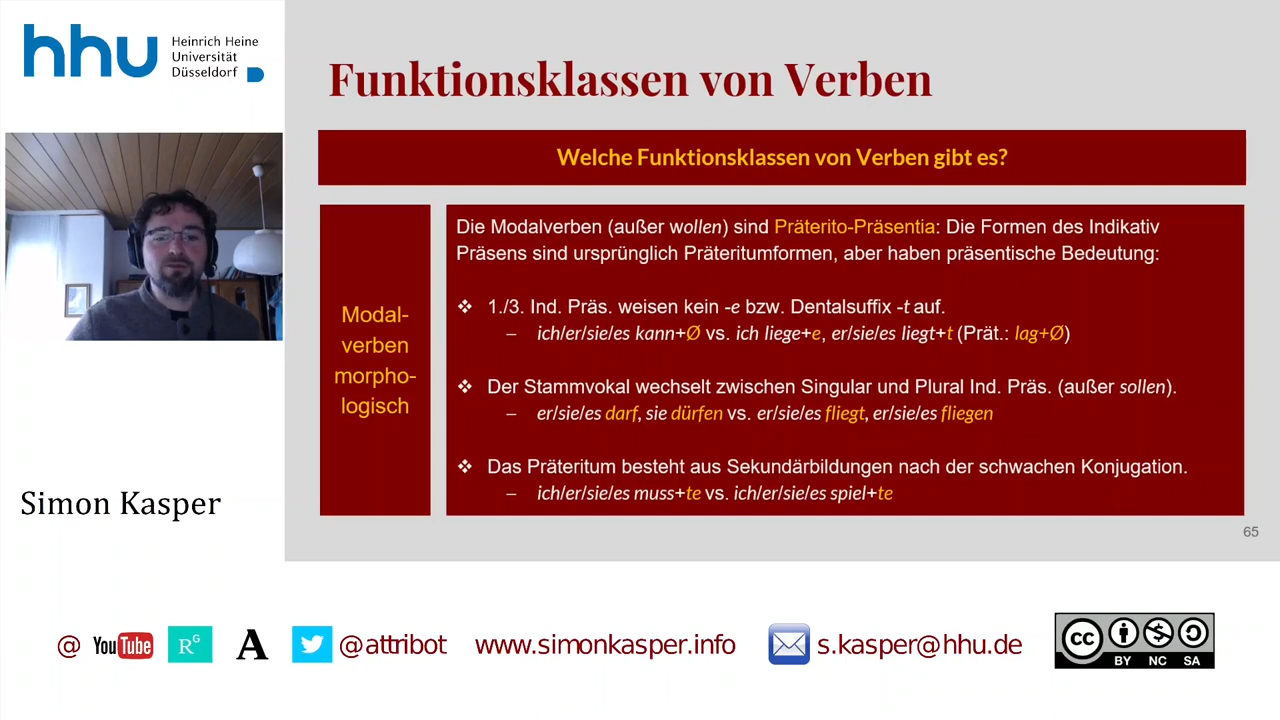 hhu
Heinrich Heine
Universität
Düsseldorf
Funktionsklassen von Verben
Welche Funktionsklassen von Verben gibt es?
Modal-
verben
morpho-
logisch
Die Modalverben (außer wollen) sind Präterito-Präsentia: Die Formen des Indikativ
Präsens sind ursprünglich Präteritumformen, aber haben präsentische Bedeutung:
❖ 1./3. Ind. Präs. weisen kein -e bzw. Dentalsuffix -t auf.
– ich/er/sie/es kann+Ø vs. ich liege+e, er/sie/es liegt+t (Prät.: lag+Ø)
❖ Der Stammvokal wechselt zwischen Singular und Plural Ind. Präs. (außer sollen).
– er/sie/es darf, sie dürfen vs. er/sie/es fliegt, er/sie/es fliegen
❖ Das Präteritum besteht aus Sekundärbildungen nach der schwachen Konjugation.
– ich/er/sie/es muss+te vs. ich/er/sie/es spiel+te
65
Simon Kasper
@ YouTube RG A @attribot www.simonkasper.info s.kasper@hhu.de
cc
BY NC SA